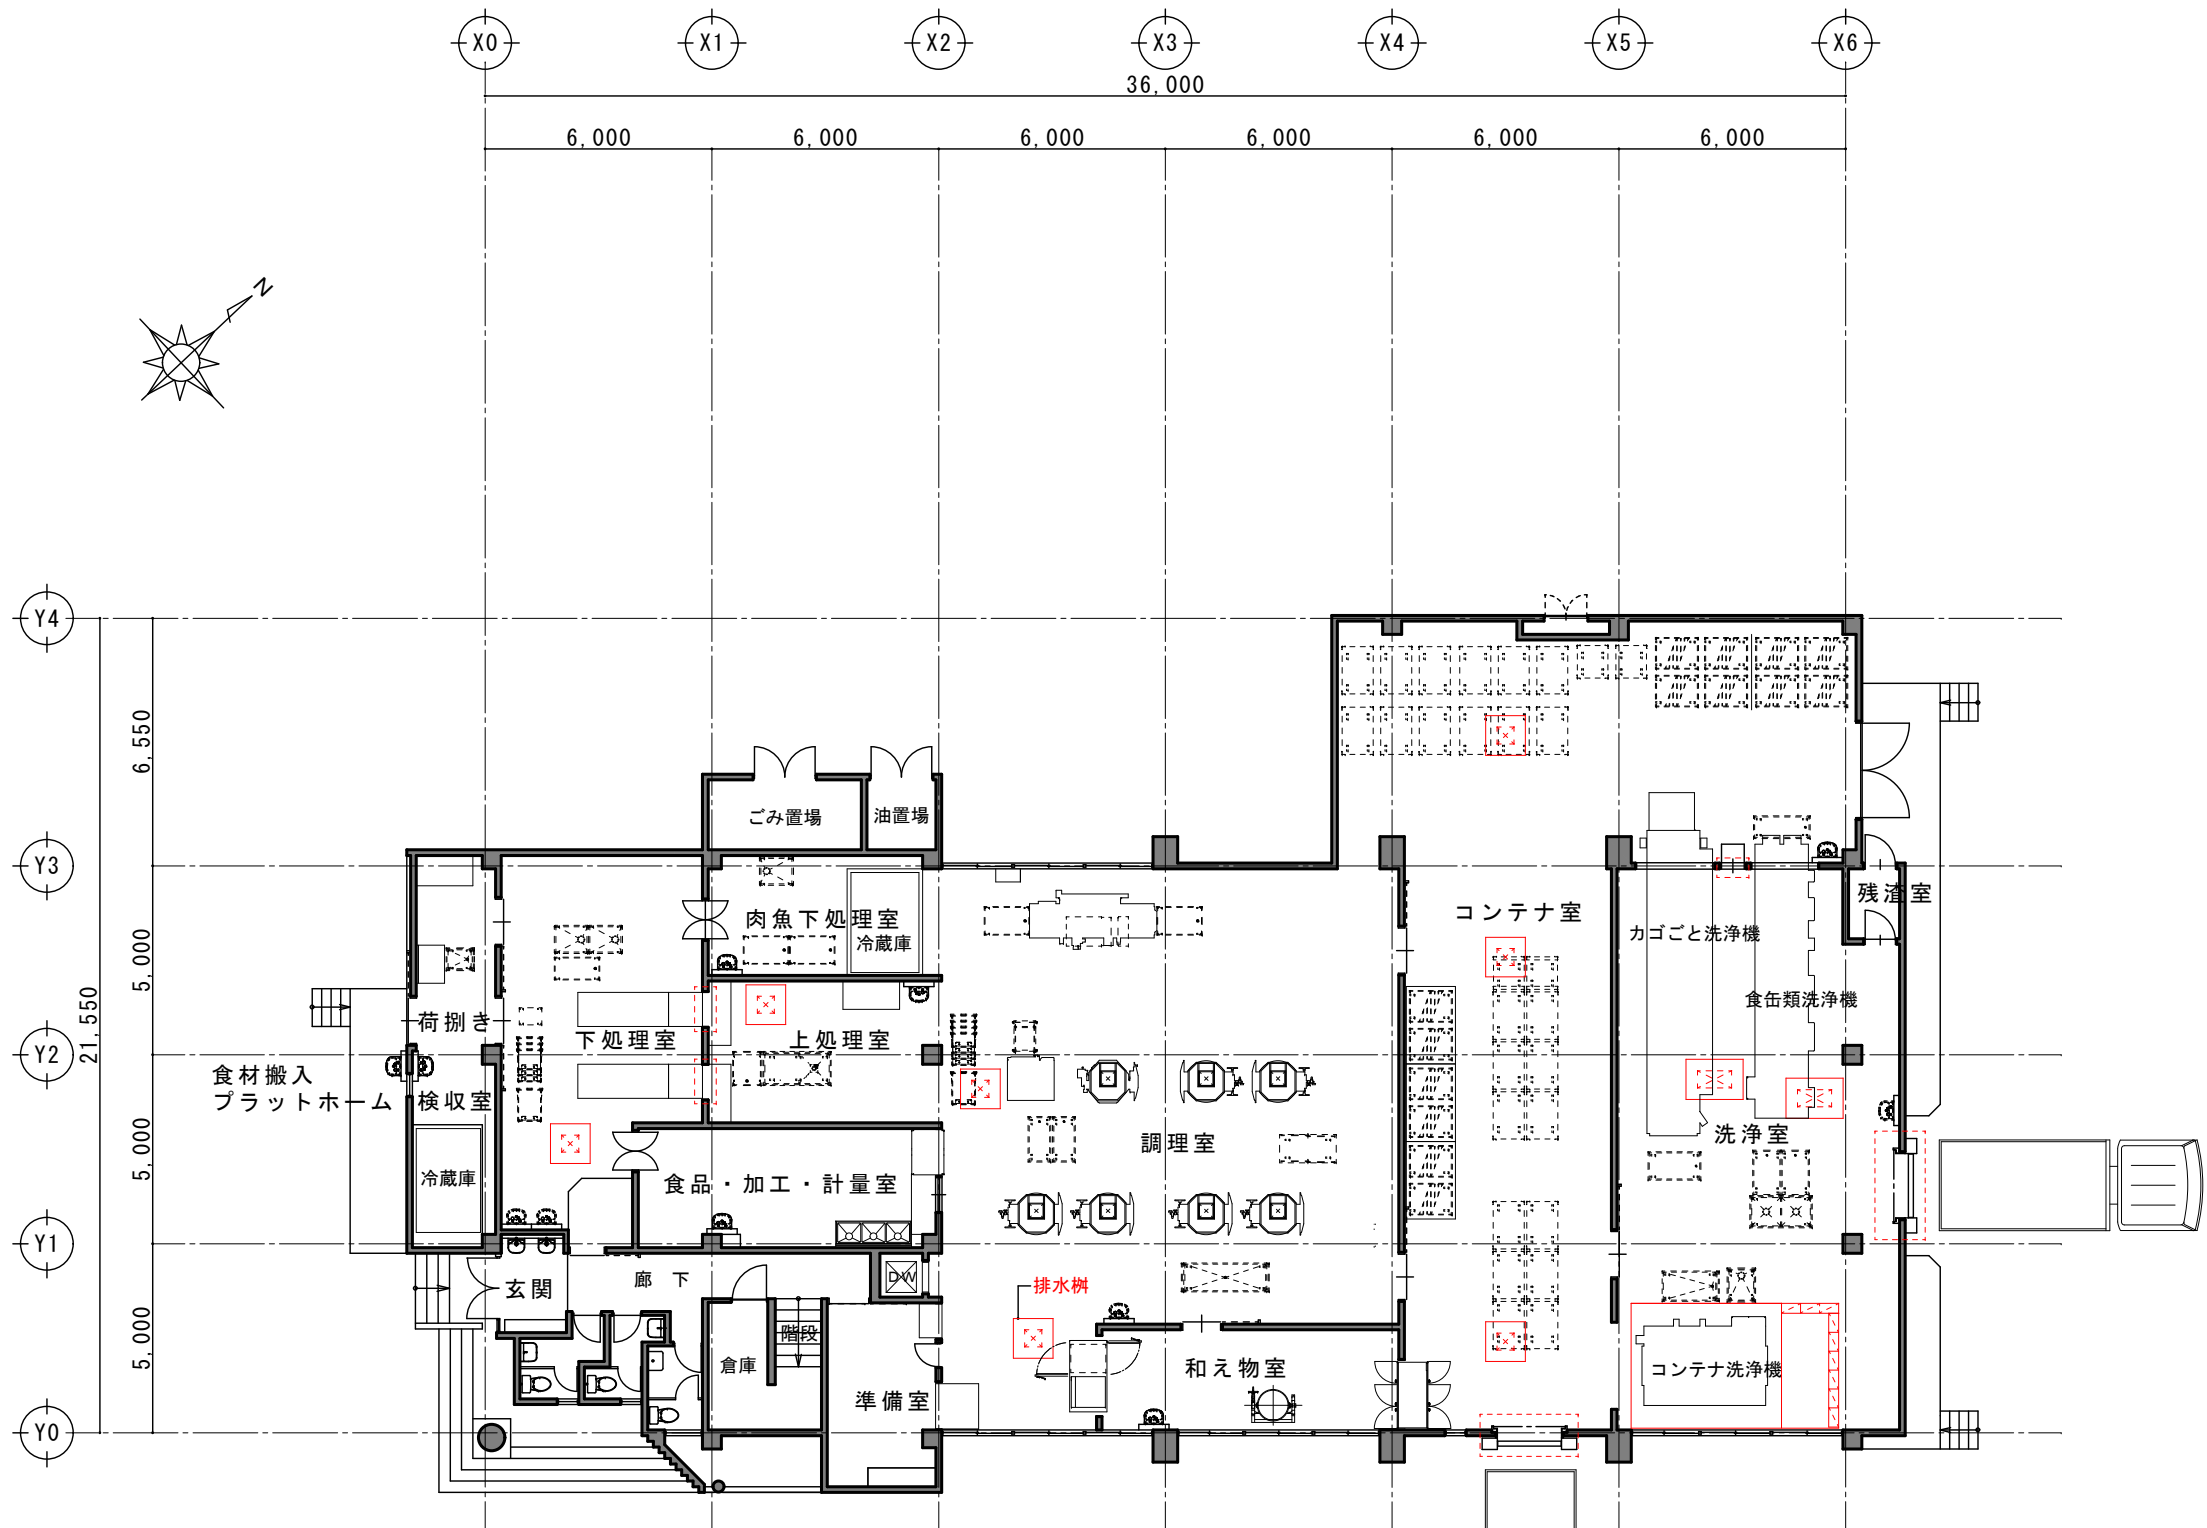 X0 X1 X2 X3 X4 X5 X6
36,000
6,000 6,000 6,000 6,000 6,000 6,000
N
Y4
6,550
ごみ置場 油置場
Y3
残渣室
肉魚下処理室 コンテナ室
冷蔵庫 カゴごと洗浄機
5,000
食缶類洗浄機
21,550
荷捌き 下処理室 上処理室
Y2
食材搬入
プラットホーム 検収室
洗浄室
5,000
調理室
冷蔵庫 食品・加工・計量室
Y1
玄関 廊 下 DW 排水桝
5,000
階段
倉庫 和え物室 コンテナ洗浄機
準備室
Y0